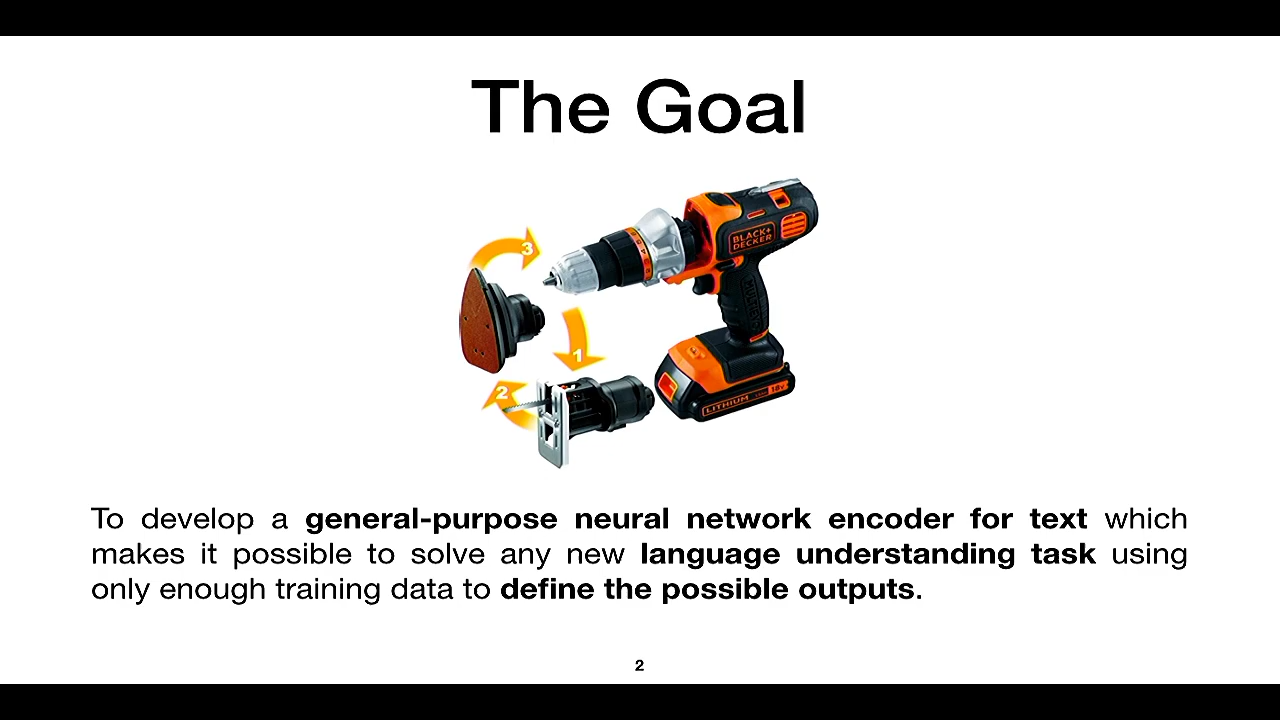 The Goal
3
BLACK+
DECKER
1
2
LITHIUM
18V
To develop a general-purpose neural network encoder for text which
makes it possible to solve any new language understanding task using
only enough training data to define the possible outputs.
2